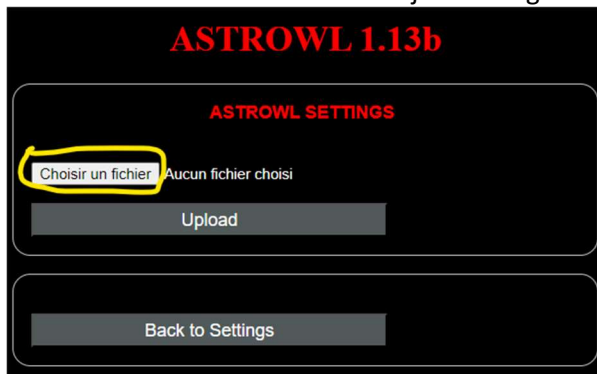 ASTROWL 1.13b
ASTROWL SETTINGS
Choisir un fichier Aucun fichier choisi
Upload
Back to Settings